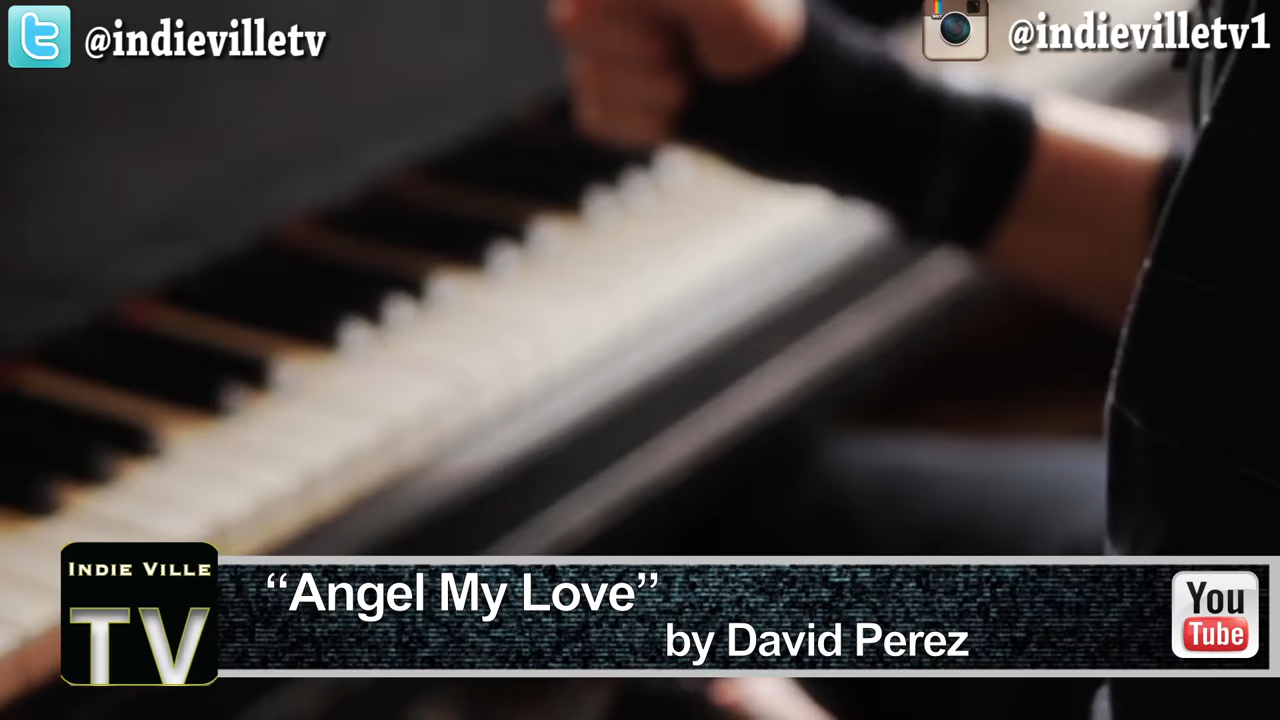 @indievilletv
@indievilletv1
INDIE VILLE
TV
“Angel My Love”
by David Perez
You
Tube